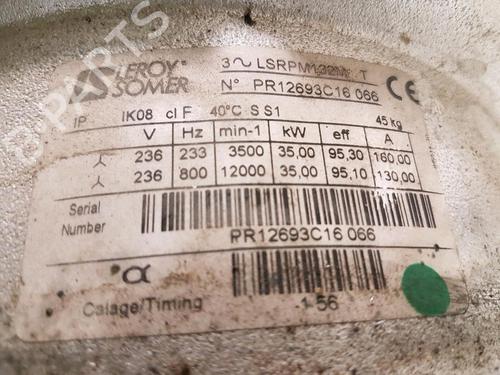 LEROY®
SOMER
3~ LSRPM132M T
N° PR12693C16 066
CE
IP IK08 cl F 40°C S S1 45 kg
V Hz min-1 kW eff A
236 233 3500 35,00 95,30 160,00
236 800 12000 35,00 95,10 130,00
Serial
Number
PR12693C16 066
α
Calage/Timing
-1 56
PARTS